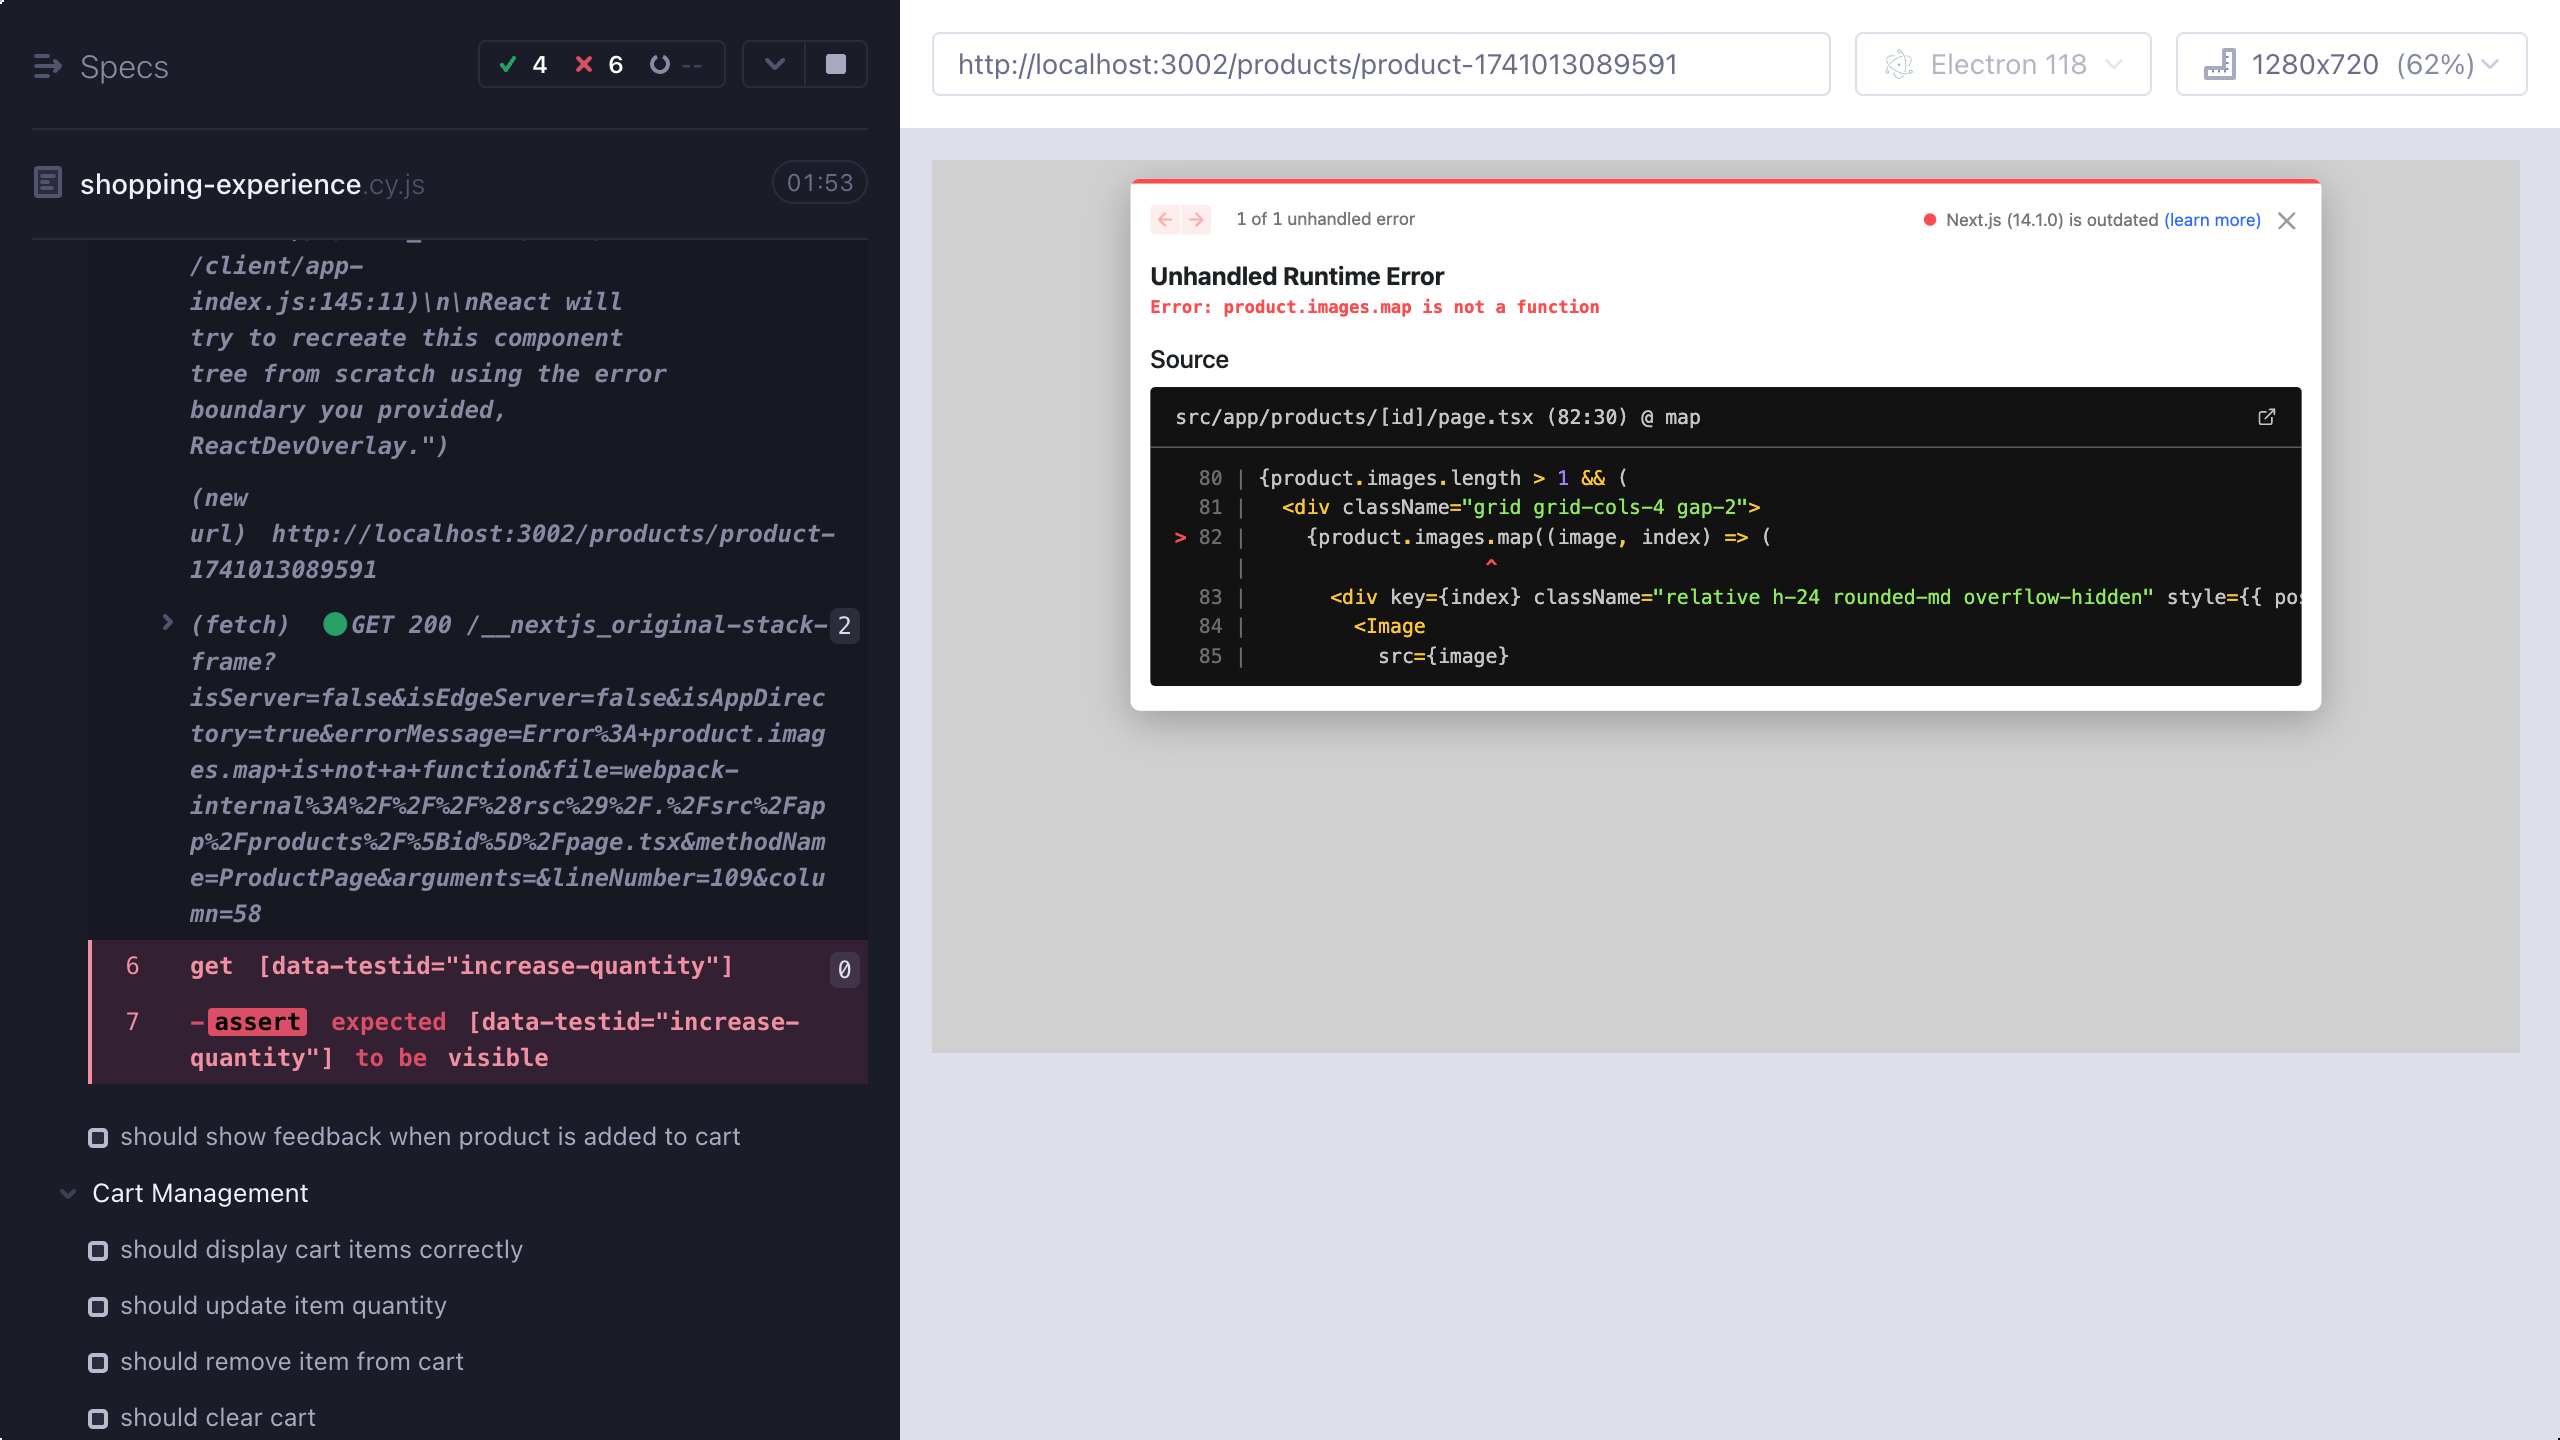 Specs
4
6
--
shopping-experience.cy.js
01:53
/client/app-
index.js:145:11)\n\nReact will
try to recreate this component
tree from scratch using the error
boundary you provided,
ReactDevOverlay.")
(new
url) http://localhost:3002/products/product-
1741013089591
(fetch) GET 200 /__nextjs_original-stack- 2
frame?
isServer=false&isEdgeServer=false&isAppDirec
tory=true&errorMessage=Error%3A+product.imag
es.map+is+not+a+function&file=webpack-
internal%3A%2F%2F%2F%28rsc%29%2F.%2Fsrc%2Fap
p%2Fproducts%2F%5Bid%5D%2Fpage.tsx&methodNam
e=ProductPage&arguments=&lineNumber=109&colu
mn=58
6 get [data-testid="increase-quantity"] 0
7 -assert expected [data-testid="increase-
quantity"] to be visible
should show feedback when product is added to cart
Cart Management
should display cart items correctly
should update item quantity
should remove item from cart
should clear cart
http://localhost:3002/products/product-1741013089591
Electron 118
1280x720 (62%)
1 of 1 unhandled error
Next.js (14.1.0) is outdated (learn more)
Unhandled Runtime Error
Error: product.images.map is not a function
Source
src/app/products/[id]/page.tsx (82:30) @ map
80 | {product.images.length > 1 && (
81 | <div className="grid grid-cols-4 gap-2">
> 82 | {product.images.map((image, index) => (
| ^
83 | <div key={index} className="relative h-24 rounded-md overflow-hidden" style={{ pos
84 | <Image
85 | src={image}